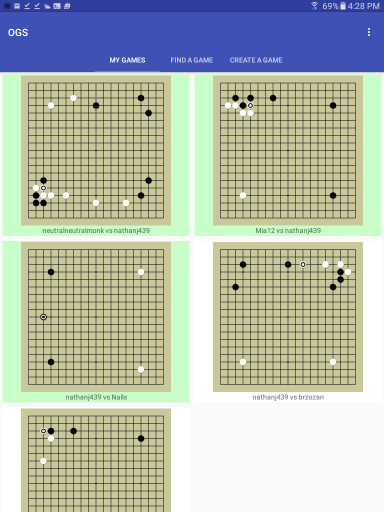 69% 4:28 PM
OGS
MY GAMES FIND A GAME CREATE A GAME
neutralneutralmonk vs nathanj439 Mia12 vs nathanj439
nathanj439 vs Nails nathanj439 vs brzozan